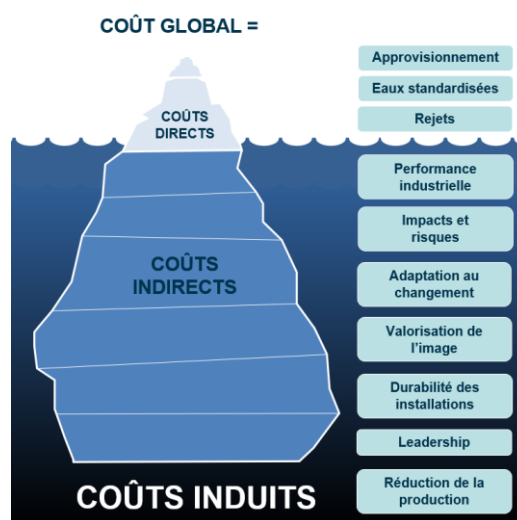 COÛT GLOBAL =
COÛTS
DIRECTS
COÛTS
INDIRECTS
COÛTS INDUITS
Approvisionnement
Eaux standardisées
Rejets
Performance
industrielle
Impacts et
risques
Adaptation au
changement
Valorisation de
l'image
Durabilité des
installations
Leadership
Réduction de la
production